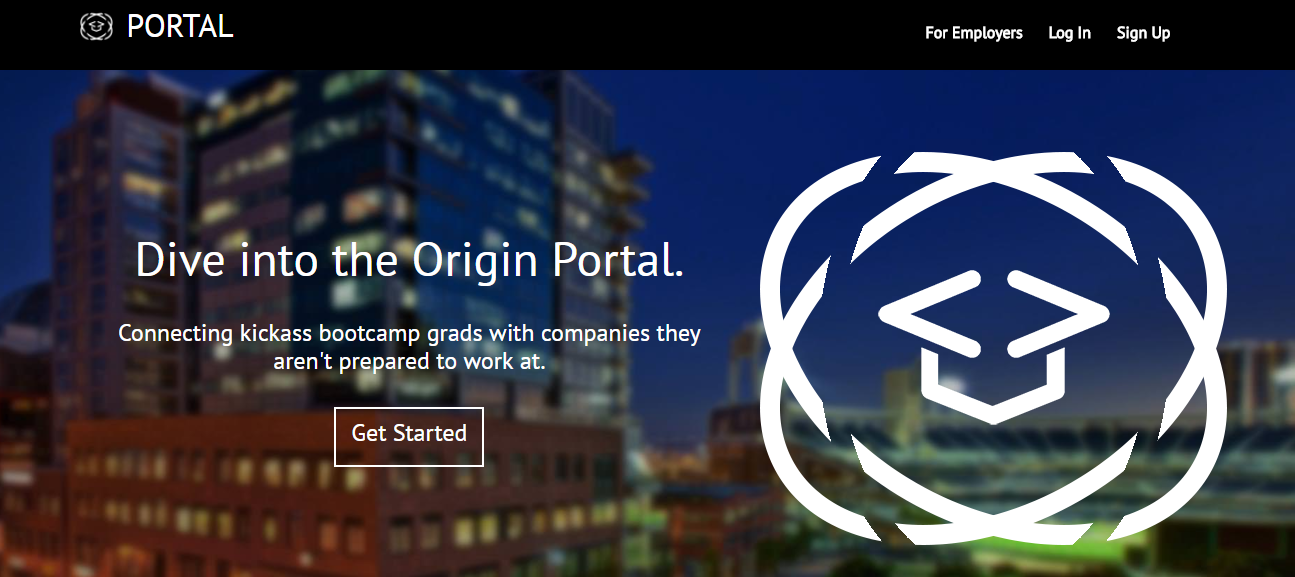 PORTAL
For Employers Log In Sign Up
Dive into the Origin Portal.
Connecting kickass bootcamp grads with companies they
aren't prepared to work at.
Get Started